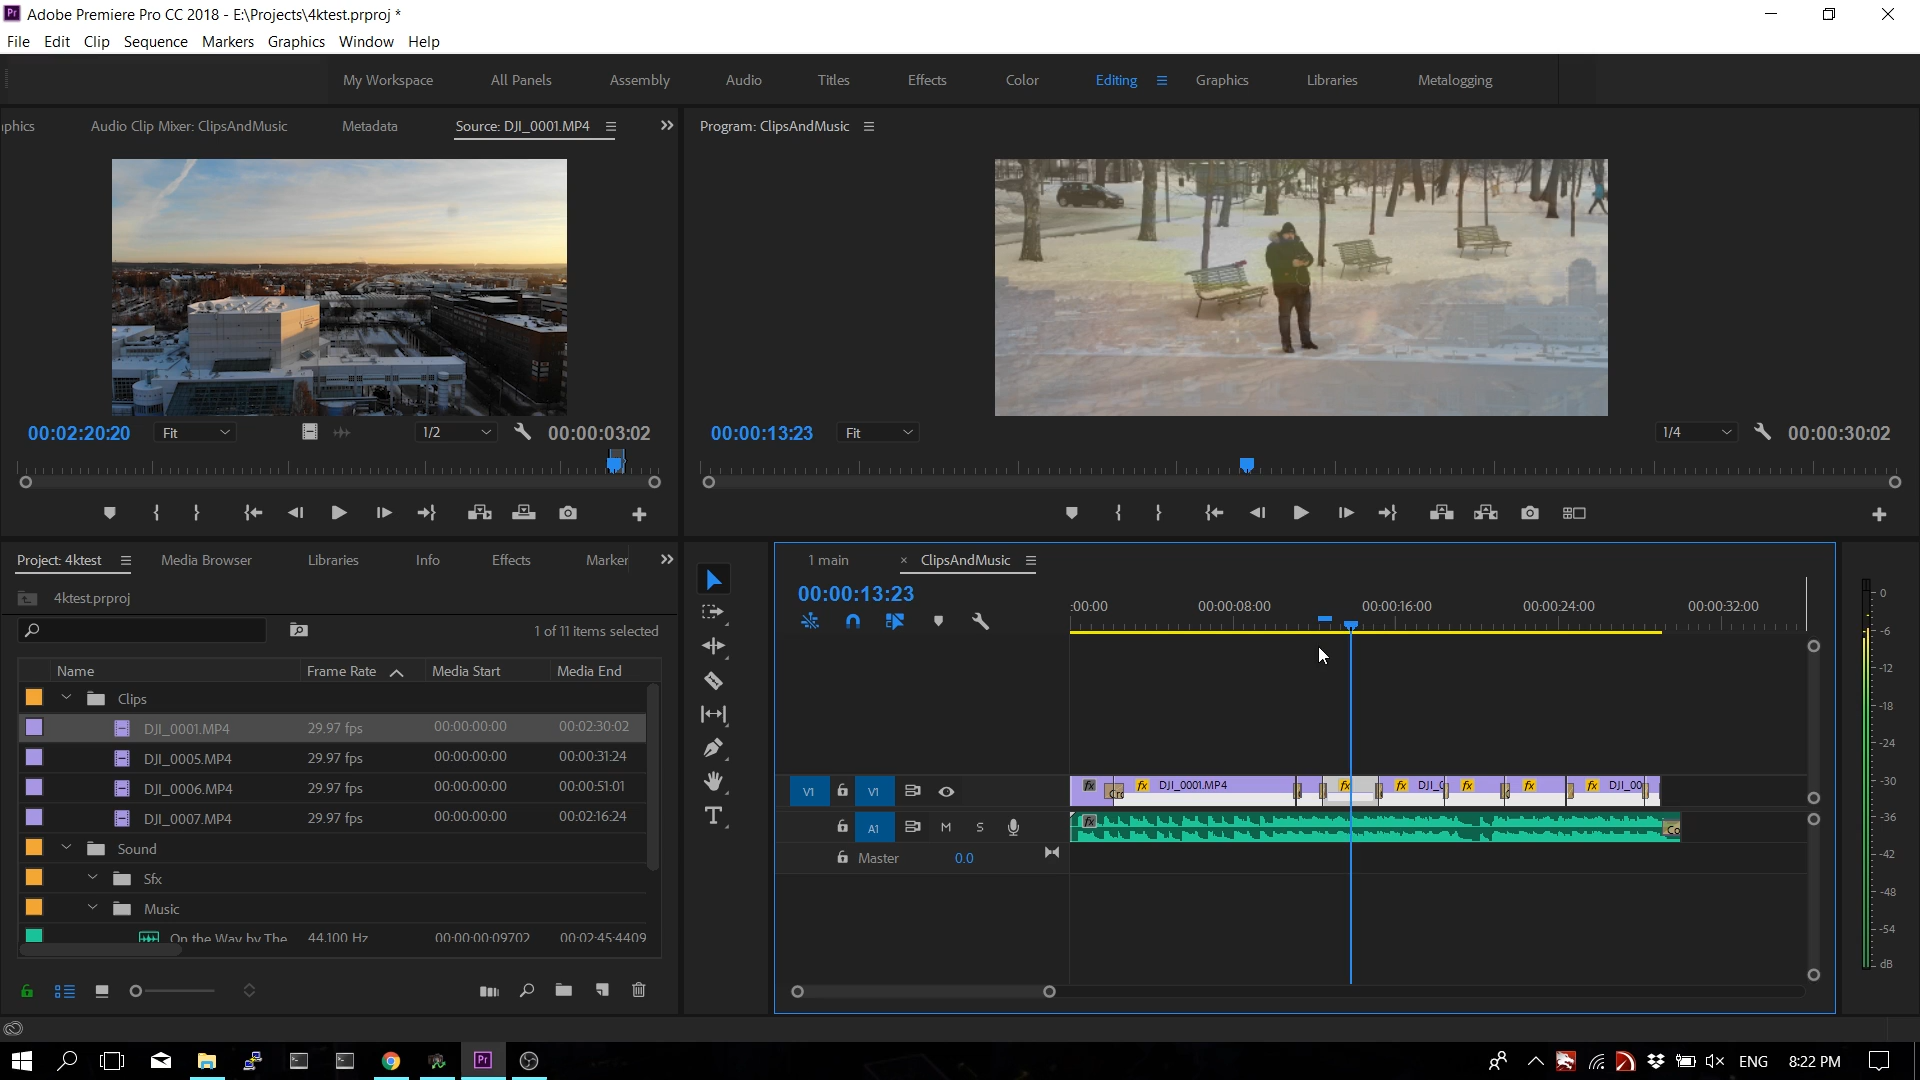 Adobe Premiere Pro CC 2018 - E:\Projects\4ktest.prproj *
File Edit Clip Sequence Markers Graphics Window Help
My Workspace All Panels Assembly Audio Titles Effects Color Editing Graphics Libraries Metalogging
aphics Audio Clip Mixer: ClipsAndMusic Metadata Source: DJI_0001.MP4
Program: ClipsAndMusic
00:02:20:20 Fit 1/2 00:00:03:02
00:00:13:23 Fit 1/4 00:00:30:02
Project: 4ktest Media Browser Libraries Info Effects Marker
4ktest.prproj
1 of 11 items selected
Name Frame Rate Media Start Media End
Clips
DJI_0001.MP4 29.97 fps 00:00:00:00 00:02:30:02
DJI_0005.MP4 29.97 fps 00:00:00:00 00:00:31:24
DJI_0006.MP4 29.97 fps 00:00:00:00 00:00:51:01
DJI_0007.MP4 29.97 fps 00:00:00:00 00:02:16:24
Sound
Sfx
Music
On the Way by The 44,100 Hz 00:00:00:09702 00:02:45:4409
1 main × ClipsAndMusic
00:00:13:23
:00:00 00:00:08:00 00:00:16:00 00:00:24:00 00:00:32:00
V1 V1 fx Cro fx DJI_0001.MP4 fx fx DJI_0 fx fx fx DJI_00
A1 M S fx Co
Master 0.0
0
-6
-12
-18
-24
-30
-36
-42
-48
-54
dB
Pr ENG 8:22 PM